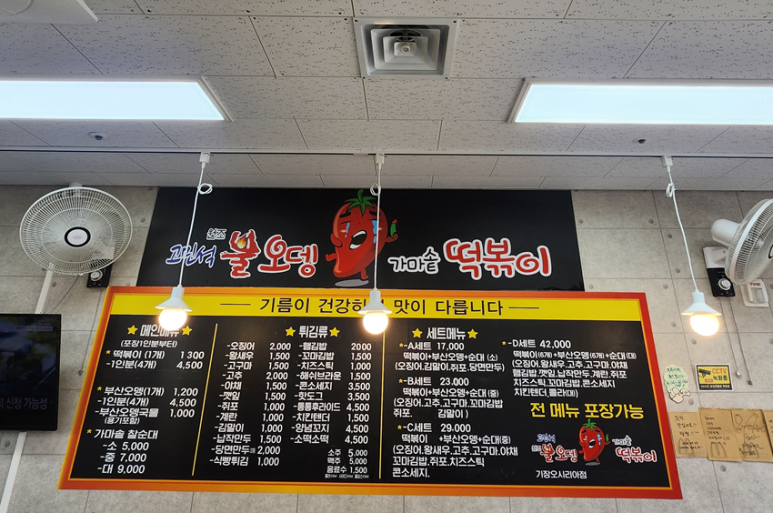 원조
괴진석 불오뎅
가마솥 떡볶이
기름이 건강하 맛이 다릅니다
★메인메뉴★
(포장1인분부터)
떡볶이 (1개) 1 300
-1인분(4개) 4,500
부산오뎅(1개) 1,200
-1인분(4개) 4,500
-부산오뎅국물 1,000
(용기포함)
가마솥 찰순대
-소 5,000
-중 7,000
-대 9,000
★튀김류★
-오징어 2,000
-왕새우 1,500
-고구마 1,500
-고추 2,000
-야채 1,500
-깻잎 1,500
-쥐포 1,000
-계란 1,000
-김말이 1,000
-납작만두 1,500
-당면만두 2,000
-식빵튀김 1,000
-햄김밥 2000
-꼬마김밥 1,500
-치즈스틱 1,000
-해쉬브라운 1,500
-콘소세지 3,500
-핫도그 3,500
-통통후라이드 4,500
-치킨텐더 1,500
-양념꼬지 4,500
-소떡소떡 4,500
소주 5,000
맥주 5,000
음료수 1,500
★세트메뉴★
-A세트 17,000
떡볶이+부산오뎅+순대 (소)
(오징어,김말이,쥐포, 당면만두)
-B세트 23,000
떡볶이+부산오뎅+순대(중)
(오징어,고추,고구마,꼬마김밥
쥐포, 김말이 )
-C세트 29,000
떡볶이 +부산오뎅+순대(중)
(오징어,왕새우,고추,고구마,야채
꼬마김밥,쥐포,치즈스틱
콘소세지.
-D세트 42,000
떡볶이(6개)+부산오뎅(6개)+순대(대)
(오징어,왕새우,고추,고구마,야채
햄김밥,깻잎,납작만두,계란,쥐포
치즈스틱,꼬마김밥,콘소세지
치킨텐더,콜라(대)
전 메뉴 포장가능
불오뎅
가마솥
떡볶이
가장오시리아점
CCTV
녹화중